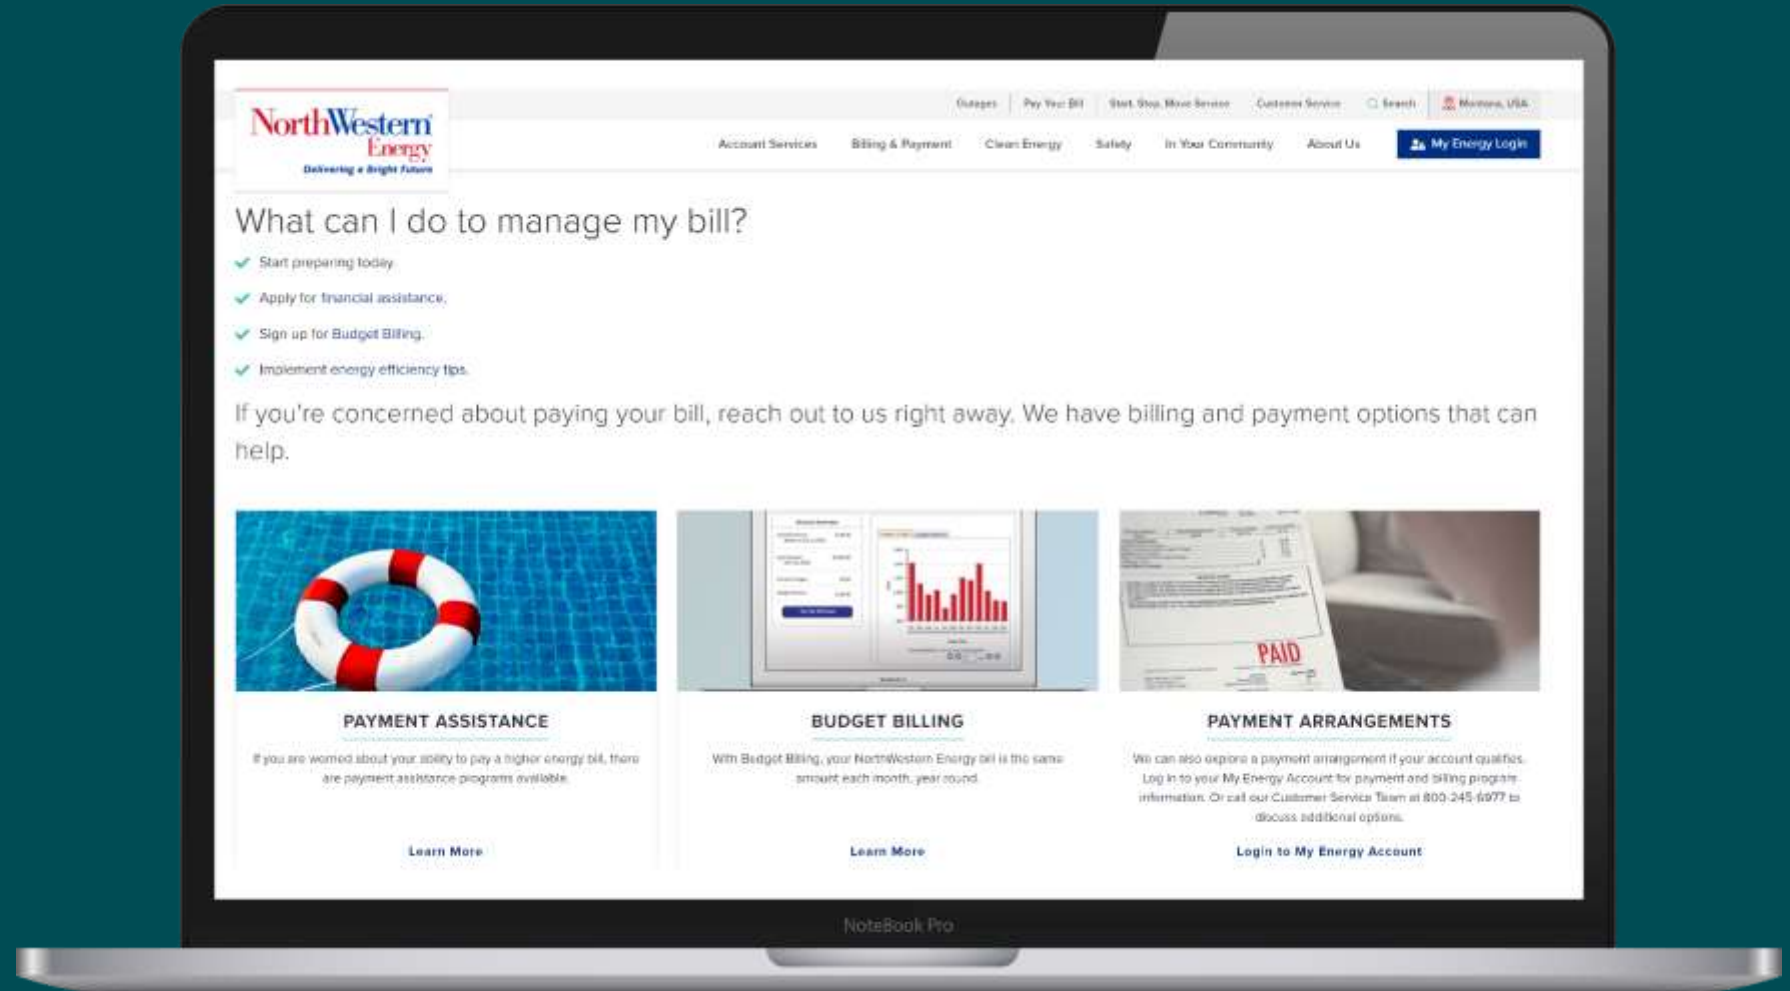 Outages
Pay Your Bill
Start, Stop, Move Service
Customer Service
Search
Montana, USA
NorthWestern
Energy
Delivering a Bright Future
Account Services
Billing & Payment
Clean Energy
Safety
In Your Community
About Us
My Energy Login
What can I do to manage my bill?
Start preparing today.
Apply for financial assistance.
Sign up for Budget Billing.
Implement energy efficiency tips.
If you're concerned about paying your bill, reach out to us right away. We have billing and payment options that can
help.
PAID
PAYMENT ASSISTANCE
If you are worried about your ability to pay a higher energy bill, there
are payment assistance programs available.
Learn More
BUDGET BILLING
With Budget Billing, your NorthWestern Energy bill is the same
amount each month, year round.
Learn More
PAYMENT ARRANGEMENTS
We can also explore a payment arrangement if your account qualifies.
Log in to your My Energy Account for payment and billing program
information. Or call our Customer Service Team at 800-245-6977 to
discuss additional options.
Login to My Energy Account
NoteBook Pro